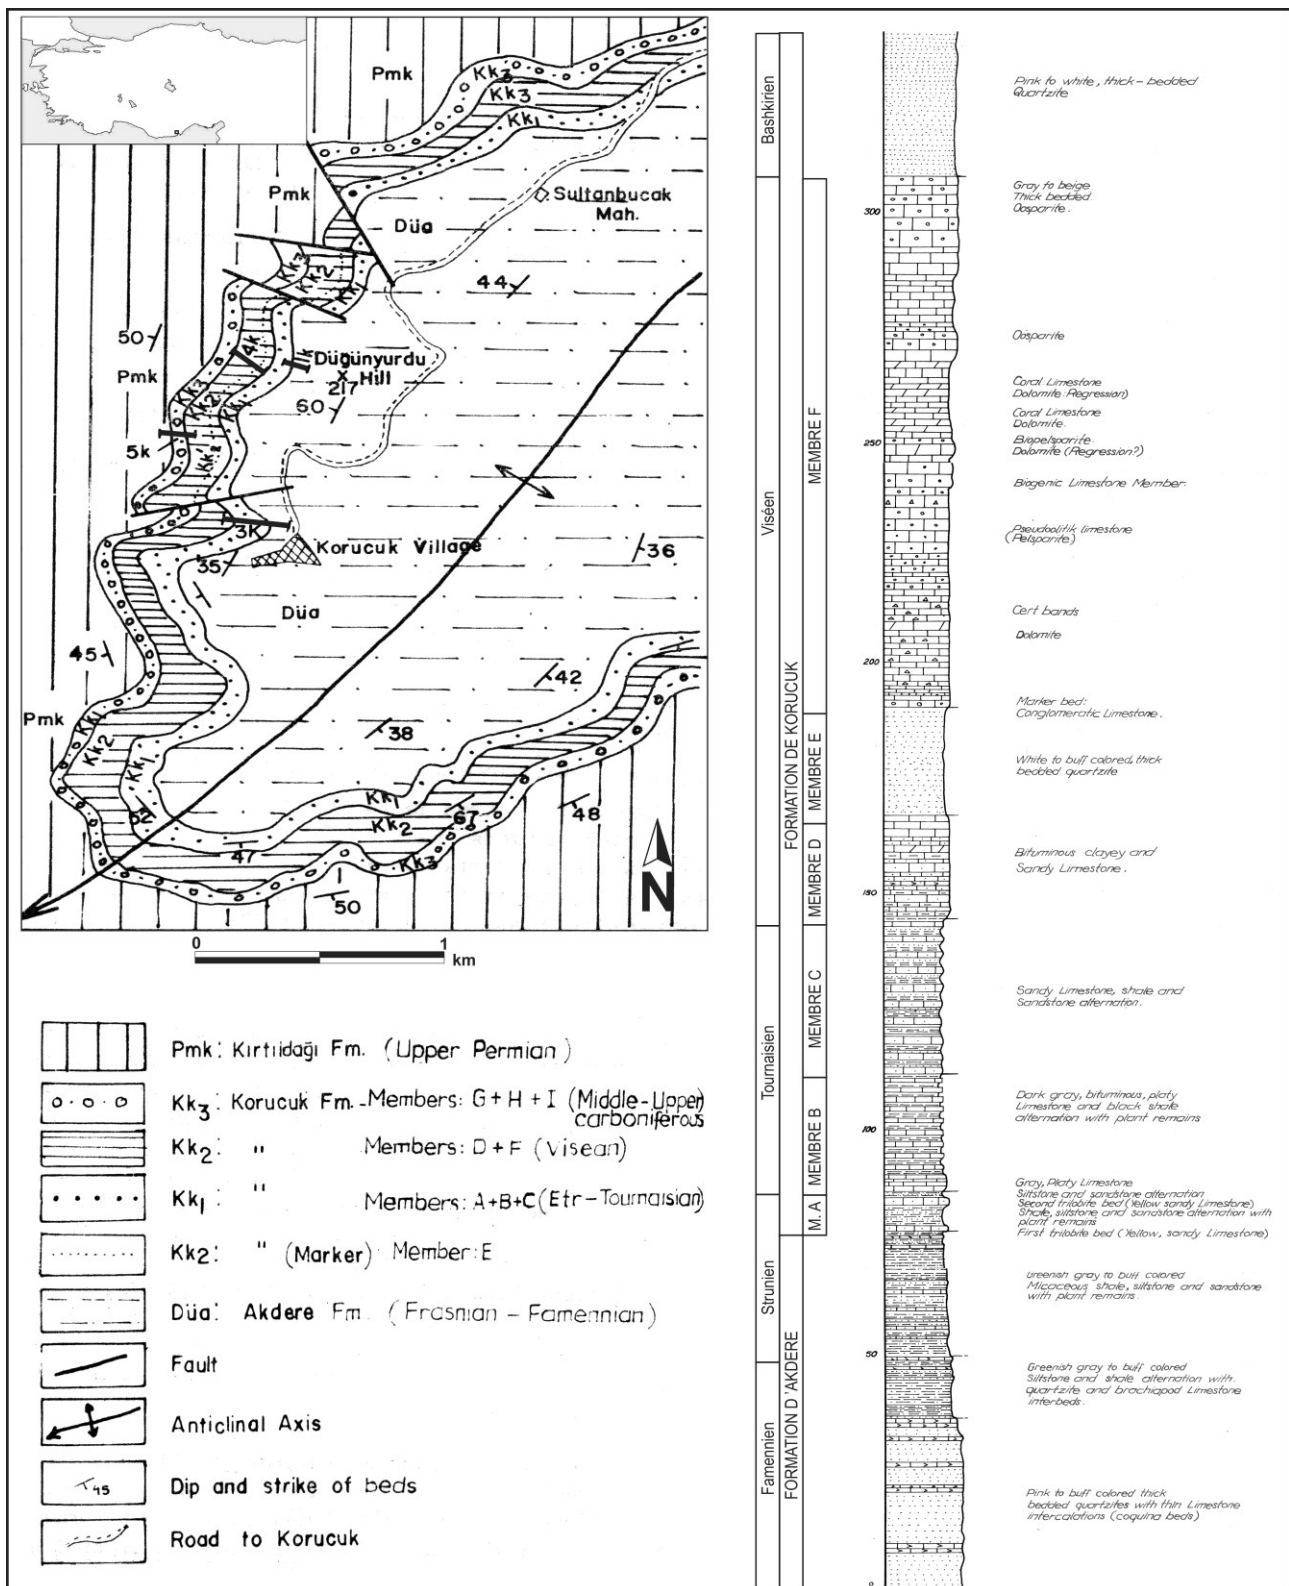 Pmk
Kk3
Kk3
Kk1
Pmk
Sultanbucak
Mah.
Düa
Kk3
Kk2
Kk1
44
50
4k
1k
Dügünyurdu
Hill
x
217
Pmk
Kk3
Kk2
Kk1
60
5k
Kk2
3K
Korucuk Village
35
36
Düa
45
42
Pmk
Kk1
Kk2
Kk1
38
52
Kk1
Kk2
67
48
47
Kk3
50
N
0 1
km
Pmk: Kırtıldağı Fm. (Upper Permian)
Kk3: Korucuk Fm.-Members: G+H+I (Middle-Upper)
carboniferous
Kk2: " Members: D+F (Visean)
Kk1: " Members: A+B+C (Etr-Tournaisian)
Kk2: " (Marker) Member: E
Düa: Akdere Fm. (Frasnian-Famennian)
Fault
Anticlinal Axis
45 Dip and strike of beds
Road to Korucuk
Bashkirien
Viséen
Tournaisien
Strunien
Famennien
FORMATION DE KORUCUK
FORMATION D'AKDERE
MEMBRE F
MEMBRE E
MEMBRE D
MEMBRE C
MEMBRE B
M. A
300
250
200
150
100
50
0
Pink to white, thick-bedded
Quartzite
Gray to beige
Thick bedded
Oosparite.
Oosparite
Coral Limestone
Dolomite (Regression)
Coral Limestone
Dolomite.
Biopelsparite.
Dolomite (Regression?)
Biogenic Limestone Member.
Pseudoolitik limestone
(Pelsparite)
Cert bands
Dolomite
Marker bed:
Conglomeratic Limestone.
White to buff colored, thick
bedded quartzite
Bituminous clayey and
Sandy Limestone.
Sandy Limestone, shale and
Sandstone alternation.
Dark gray, bituminous, platy
Limestone and black shale
alternation with plant remains
Gray, Platy Limestone
Siltstone and sandstone alternation
Second trilobite bed (Yellow sandy Limestone)
Shale, siltstone and sandstone alternation with
plant remains
First trilobite bed (Yellow, sandy Limestone)
Greenish gray to buff colored
Micaceous shale, siltstone and sandstone
with plant remains.
Greenish gray to buff colored
Siltstone and shale alternation with.
Quartzite and brachiopod Limestone
interbeds.
Pink to buff colored thick
bedded quartzites with thin Limestone
intercalations (coquina beds)